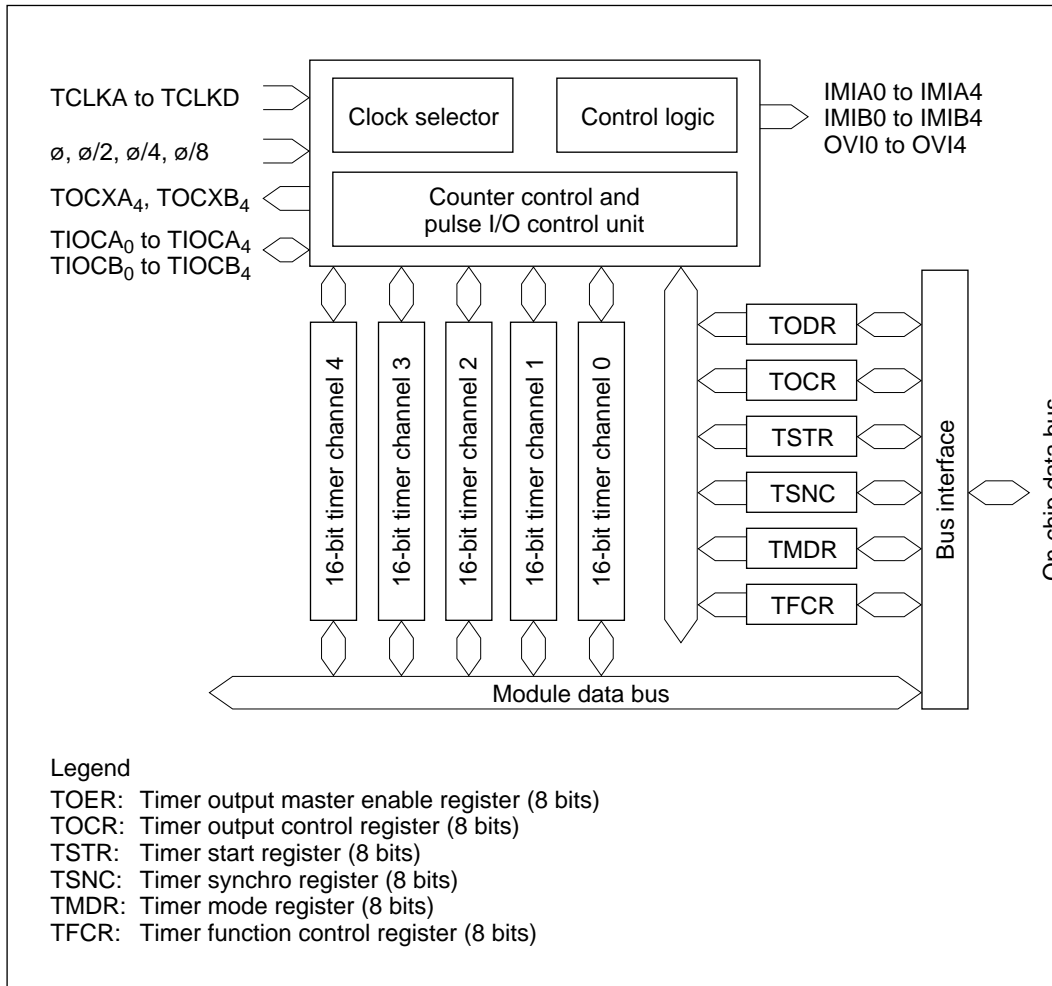 TCLKA to TCLKD
ø, ø/2, ø/4, ø/8
TOCXA4, TOCXB4
TIOCA0 to TIOCA4
TIOCB0 to TIOCB4
Clock selector
Control logic
Counter control and
pulse I/O control unit
IMIA0 to IMIA4
IMIB0 to IMIB4
OVI0 to OVI4
16-bit timer channel 4
16-bit timer channel 3
16-bit timer channel 2
16-bit timer channel 1
16-bit timer channel 0
TODR
TOCR
TSTR
TSNC
TMDR
TFCR
Bus interface
On-chip data bus
Module data bus
Legend
TOER: Timer output master enable register (8 bits)
TOCR: Timer output control register (8 bits)
TSTR: Timer start register (8 bits)
TSNC: Timer synchro register (8 bits)
TMDR: Timer mode register (8 bits)
TFCR: Timer function control register (8 bits)